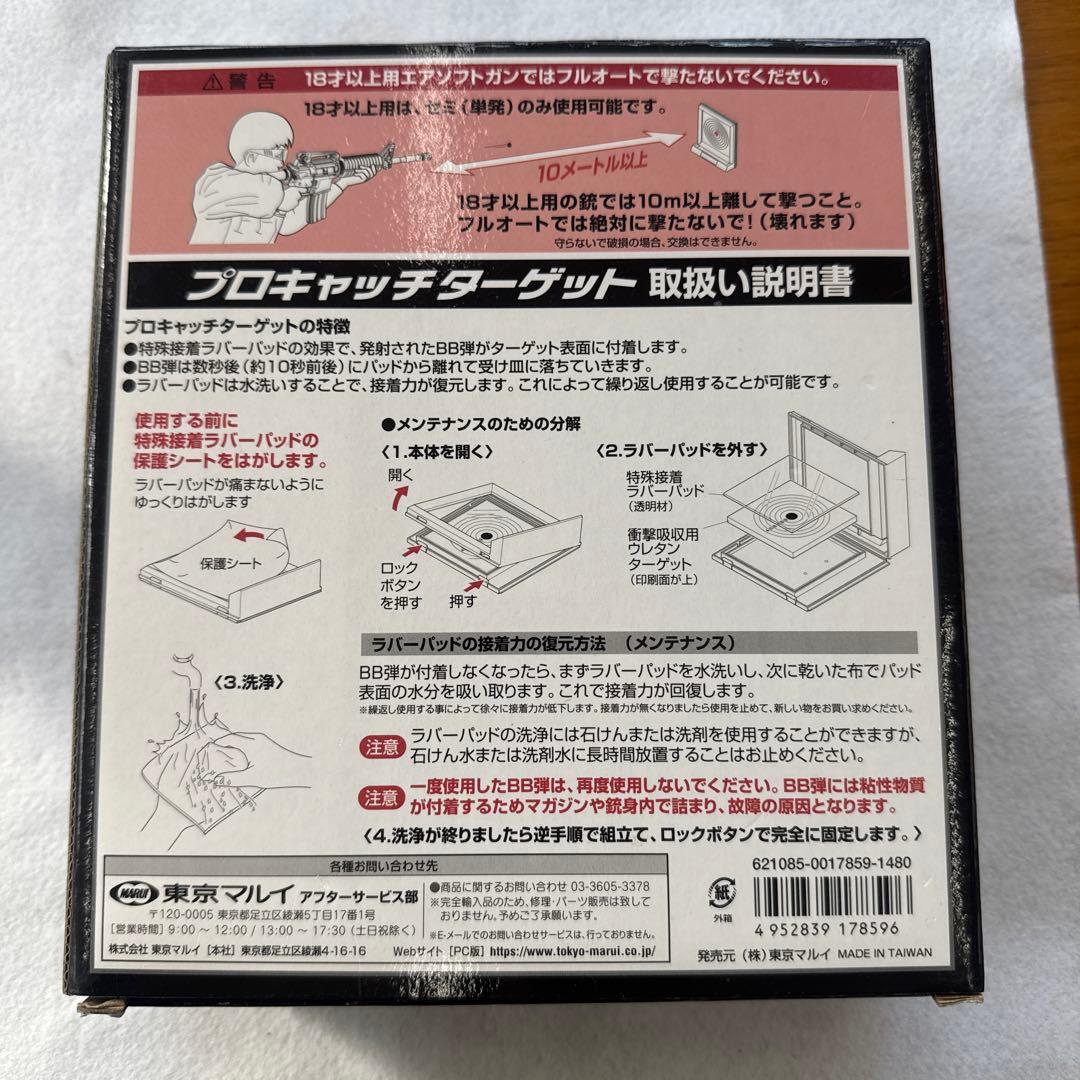 ⚠ 警告 18才以上用エアソフトガンではフルオートで撃たないでください。
18才以上用は、セミ(単発)のみ使用可能です。
10メートル以上
18才以上用の銃では10m以上離して撃つこと。
フルオートでは絶対に撃たないで!(壊れます)
守らないで破損の場合、交換はできません。
プロキャッチターゲット 取扱い説明書
プロキャッチターゲットの特徴
●特殊接着ラバーパッドの効果で、発射されたBB弾がターゲット表面に付着します。
●BB弾は数秒後(約10秒前後)にパッドから離れて受け皿に落ちていきます。
●ラバーパッドは水洗いすることで、接着力が復元します。これによって繰り返し使用することが可能です。
使用する前に
特殊接着ラバーパッドの
保護シートをはがします。
ラバーパッドが痛まないように
ゆっくりはがします
保護シート
●メンテナンスのための分解
〈1.本体を開く〉
開く
ロック
ボタン
を押す
押す
〈2.ラバーパッドを外す〉
特殊接着
ラバーパッド
(透明材)
衝撃吸収用
ウレタン
ターゲット
(印刷面が上)
〈3.洗浄〉
ラバーパッドの接着力の復元方法 (メンテナンス)
BB弾が付着しなくなったら、まずラバーパッドを水洗いし、次に乾いた布でパッド
表面の水分を吸い取ります。これで接着力が回復します。
※繰返し使用する事によって徐々に接着力が低下します。接着力が無くなりましたら使用を止めて、新しい物をお買い求めください。
注意 ラバーパッドの洗浄には石けんまたは洗剤を使用することができますが、
石けん水または洗剤水に長時間放置することはお止めください。
注意 一度使用したBB弾は、再度使用しないでください。BB弾には粘性物質
が付着するためマガジンや銃身内で詰まり、故障の原因となります。
〈4.洗浄が終りましたら逆手順で組立て、ロックボタンで完全に固定します。〉
各種お問い合わせ先
MARUI 東京マルイ アフターサービス部
〒120-0005 東京都足立区綾瀬5丁目17番1号
[営業時間] 9:00 ~ 12:00 / 13:00 ~ 17:30 (土日祝除く)
●商品に関するお問い合わせ 03-3605-3378
※完全輸入品のため、修理・パーツ販売は致して
おりません。予めご了承願います。
※E-メールでのお問い合わせサービスは、行っておりません。
株式会社 東京マルイ [本社] 東京都足立区綾瀬4-16-16 Webサイト [PC版] https://www.tokyo-marui.co.jp/
621085-0017859-1480
紙
外箱
4 952839 178596
発売元 (株)東京マルイ MADE IN TAIWAN